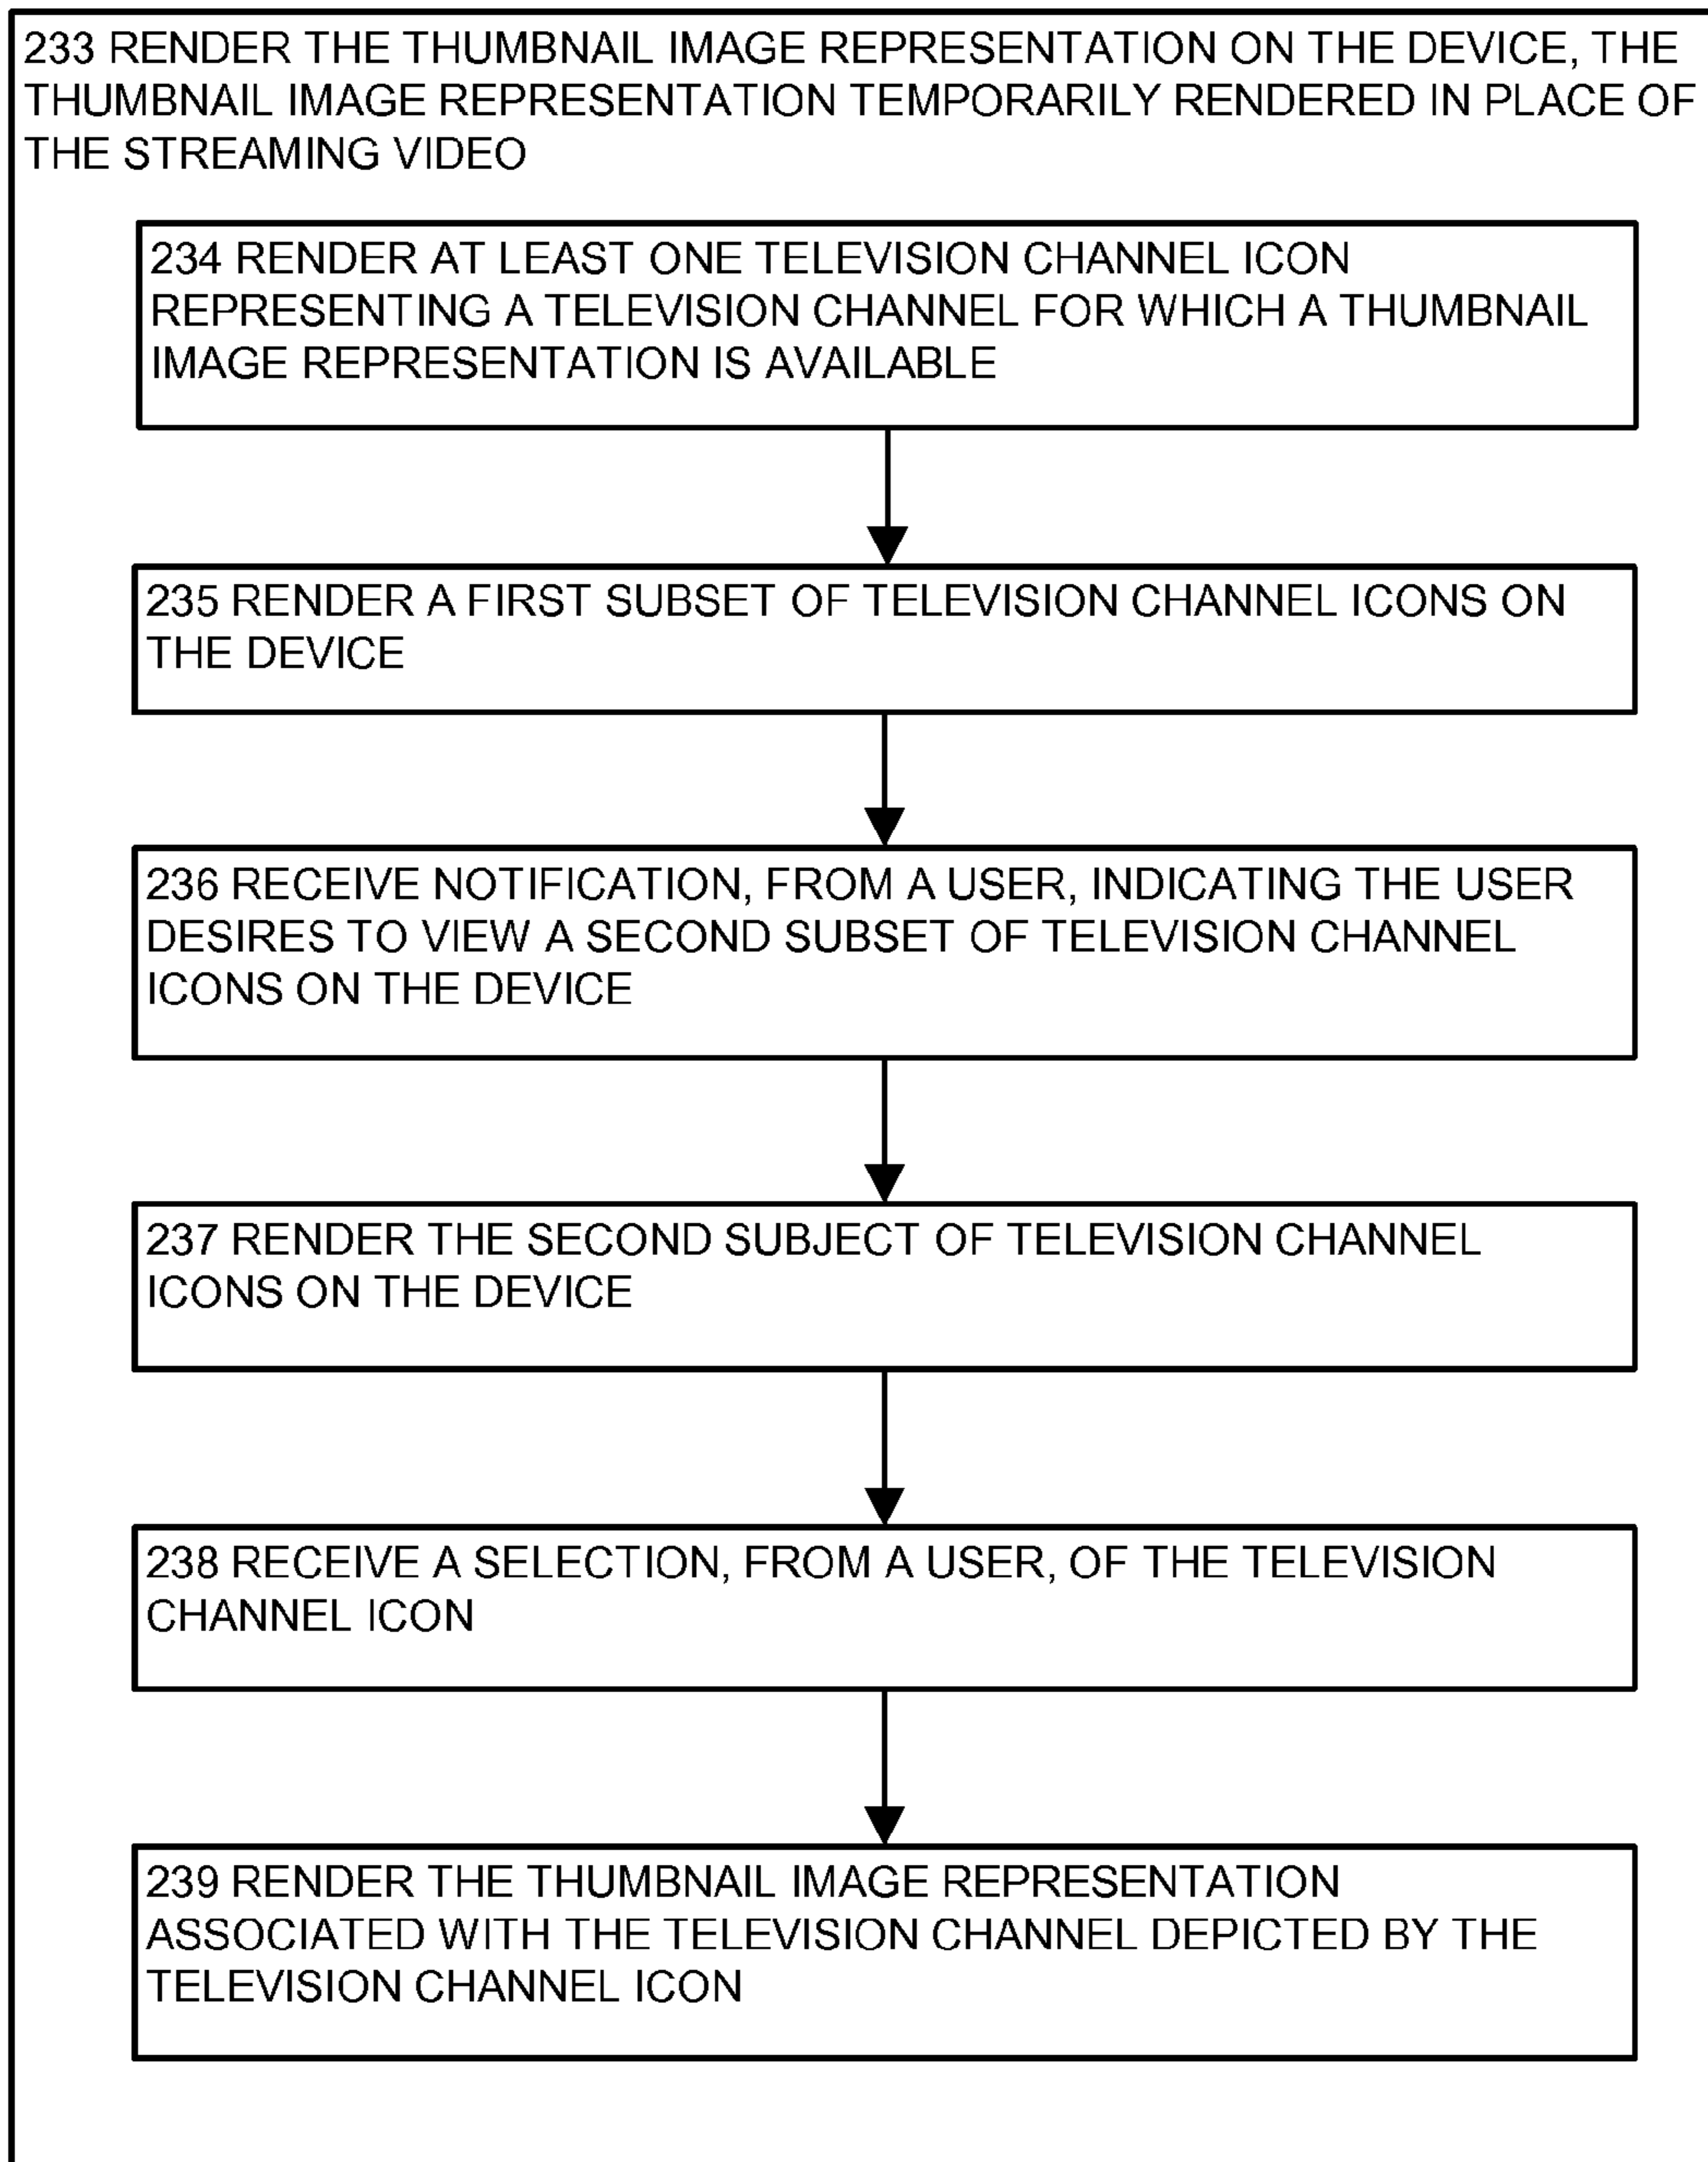 233 RENDER THE THUMBNAIL IMAGE REPRESENTATION ON THE DEVICE, THE
THUMBNAIL IMAGE REPRESENTATION TEMPORARILY RENDERED IN PLACE OF
THE STREAMING VIDEO
234 RENDER AT LEAST ONE TELEVISION CHANNEL ICON
REPRESENTING A TELEVISION CHANNEL FOR WHICH A THUMBNAIL
IMAGE REPRESENTATION IS AVAILABLE
235 RENDER A FIRST SUBSET OF TELEVISION CHANNEL ICONS ON
THE DEVICE
236 RECEIVE NOTIFICATION, FROM A USER, INDICATING THE USER
DESIRES TO VIEW A SECOND SUBSET OF TELEVISION CHANNEL
ICONS ON THE DEVICE
237 RENDER THE SECOND SUBJECT OF TELEVISION CHANNEL
ICONS ON THE DEVICE
238 RECEIVE A SELECTION, FROM A USER, OF THE TELEVISION
CHANNEL ICON
239 RENDER THE THUMBNAIL IMAGE REPRESENTATION
ASSOCIATED WITH THE TELEVISION CHANNEL DEPICTED BY THE
TELEVISION CHANNEL ICON